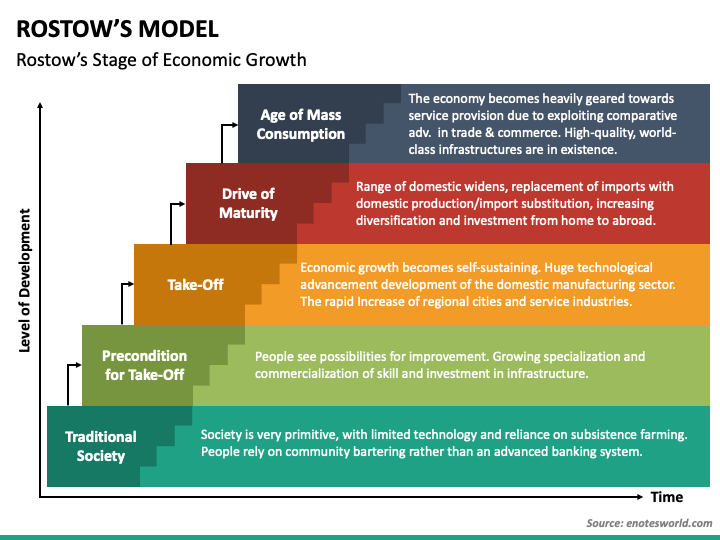 ROSTOW'S MODEL
Rostow's Stage of Economic Growth
Age of Mass
Consumption
The economy becomes heavily geared towards
service provision due to exploiting comparative
adv. in trade & commerce. High-quality, world-
class infrastructures are in existence.
Drive of
Maturity
Range of domestic widens, replacement of imports with
domestic production/import substitution, increasing
diversification and investment from home to abroad.
Take-Off
Economic growth becomes self-sustaining. Huge technological
advancement development of the domestic manufacturing sector.
The rapid Increase of regional cities and service industries.
Precondition
for Take-Off
People see possibilities for improvement. Growing specialization and
commercialization of skill and investment in infrastructure.
Traditional
Society
Society is very primitive, with limited technology and reliance on subsistence farming.
People rely on community bartering rather than an advanced banking system.
Level of Development
Time
Source: enotesworld.com